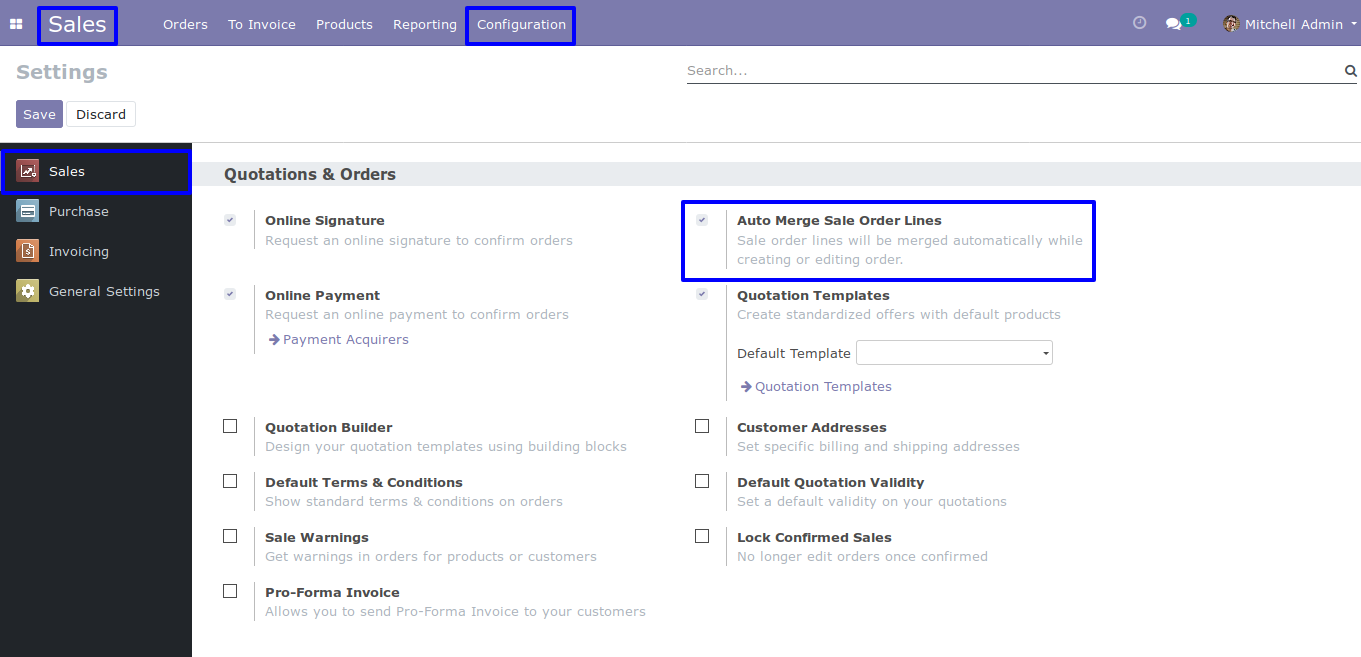 Sales Orders To Invoice Products Reporting Configuration 1 Mitchell Admin
Settings
Search...
Save Discard
Sales
Purchase
Invoicing
General Settings
Quotations & Orders
Online Signature
Request an online signature to confirm orders
Auto Merge Sale Order Lines
Sale order lines will be merged automatically while
creating or editing order.
Online Payment
Request an online payment to confirm orders
Payment Acquirers
Quotation Templates
Create standardized offers with default products
Default Template
Quotation Templates
Quotation Builder
Design your quotation templates using building blocks
Customer Addresses
Set specific billing and shipping addresses
Default Terms & Conditions
Show standard terms & conditions on orders
Default Quotation Validity
Set a default validity on your quotations
Sale Warnings
Get warnings in orders for products or customers
Lock Confirmed Sales
No longer edit orders once confirmed
Pro-Forma Invoice
Allows you to send Pro-Forma Invoice to your customers